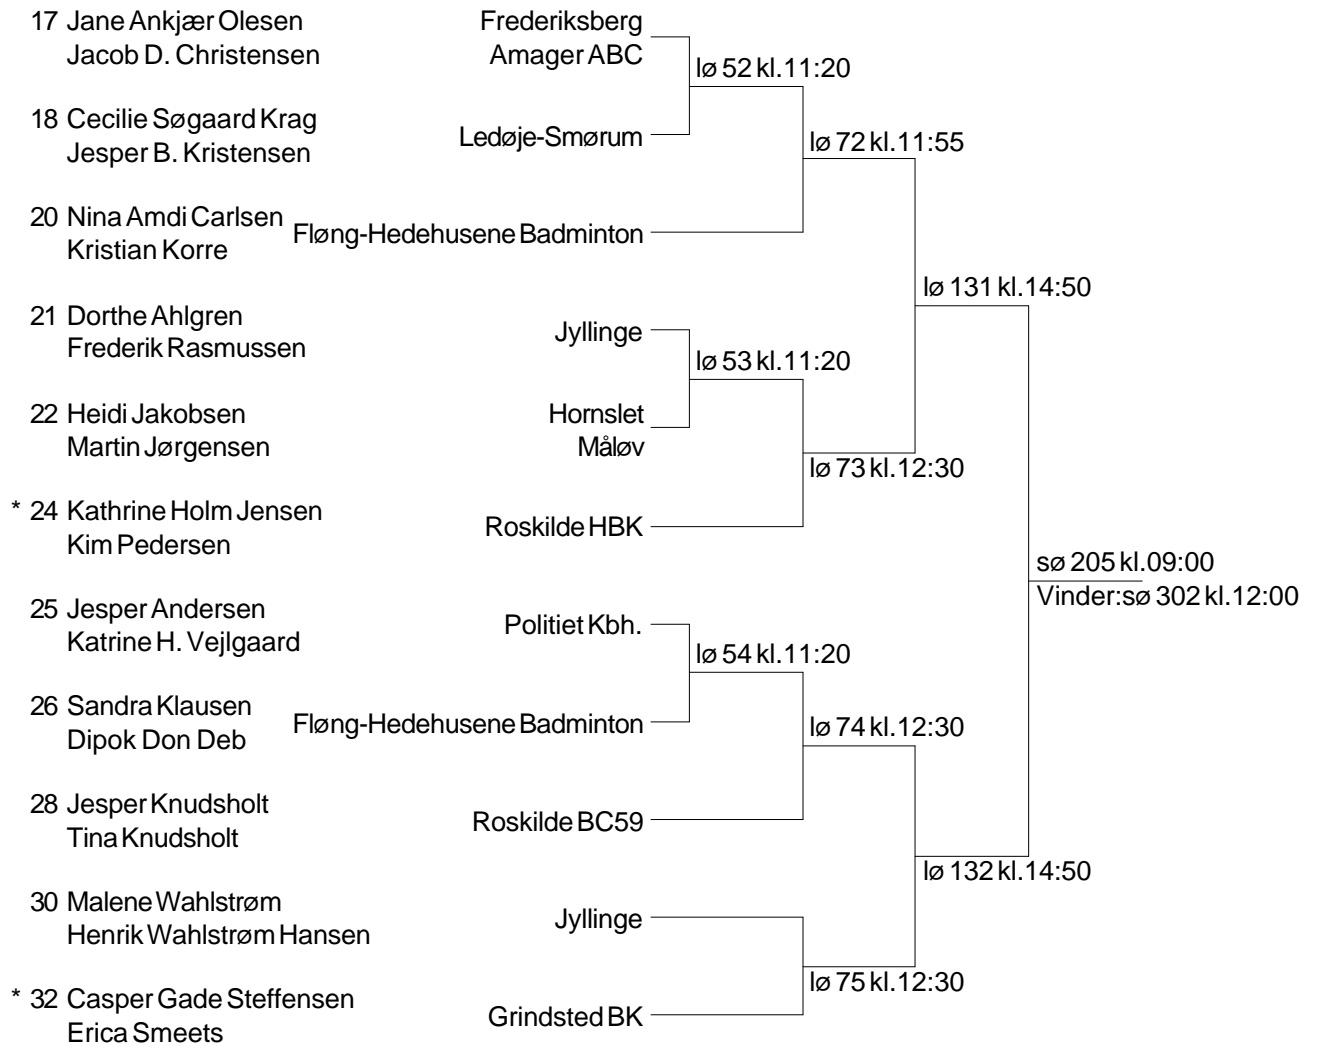 17 Jane Ankjær Olesen Frederiksberg
Jacob D. Christensen Amager ABC
lø 52 kl.11:20
18 Cecilie Søgaard Krag
Ledøje-Smørum
Jesper B. Kristensen
lø 72 kl.11:55
20 Nina Amdi Carlsen
Fløng-Hedehusene Badminton
Kristian Korre
lø 131 kl.14:50
21 Dorthe Ahlgren
Jyllinge
Frederik Rasmussen
lø 53 kl.11:20
22 Heidi Jakobsen Hornslet
Martin Jørgensen Måløv
lø 73 kl.12:30
* 24 Kathrine Holm Jensen
Roskilde HBK
Kim Pedersen
sø 205 kl.09:00
Vinder:sø 302 kl.12:00
25 Jesper Andersen
Politiet Kbh.
Katrine H. Vejlgaard
lø 54 kl.11:20
26 Sandra Klausen
Fløng-Hedehusene Badminton
Dipok Don Deb
lø 74 kl.12:30
28 Jesper Knudsholt
Roskilde BC59
Tina Knudsholt
lø 132 kl.14:50
30 Malene Wahlstrøm
Jyllinge
Henrik Wahlstrøm Hansen
lø 75 kl.12:30
* 32 Casper Gade Steffensen
Grindsted BK
Erica Smeets